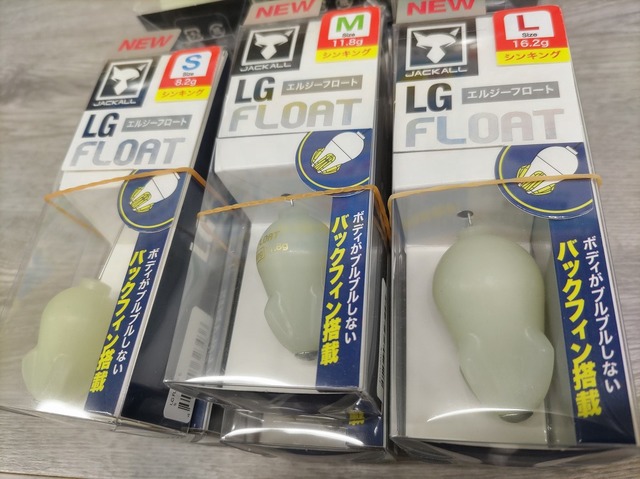 NEW
JACKALL
S
Size
8.2g
シンキング
LG エルジーフロート
FLOAT
ボディがブルブルしない
バックフィン搭載
NEW
JACKALL
M
Size
11.8g
シンキング
LG エルジーフロート
FLOAT
ボディがブルブルしない
バックフィン搭載
NEW
JACKALL
L
Size
16.2g
シンキング
LG エルジーフロート
FLOAT
ボディがブルブルしない
バックフィン搭載